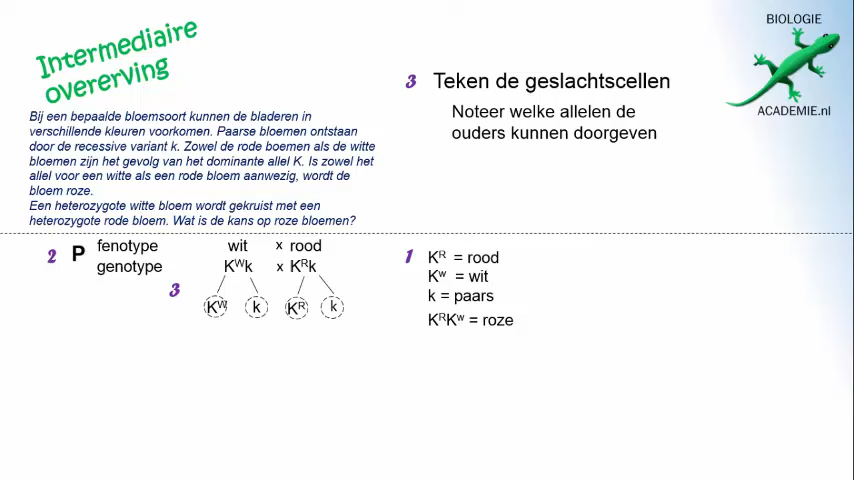 Intermediaire
overerving
Bij een bepaalde bloemsoort kunnen de bladeren in
verschillende kleuren voorkomen. Paarse bloemen ontstaan
door de recessive variant k. Zowel de rode boemen als de witte
bloemen zijn het gevolg van het dominante allel K. Is zowel het
allel voor een witte als een rode bloem aanwezig, wordt de
bloem roze.
Een heterozygote witte bloem wordt gekruist met een
heterozygote rode bloem. Wat is de kans op roze bloemen?
3 Teken de geslachtscellen
Noteer welke allelen de
ouders kunnen doorgeven
BIOLOGIE
ACADEMIE.nl
2 P fenotype wit x rood
genotype Kᵂk x Kᴿk
3 Kᵂ k Kᴿ k
1 Kᴿ = rood
Kʷ = wit
k = paars
KᴿKʷ = roze